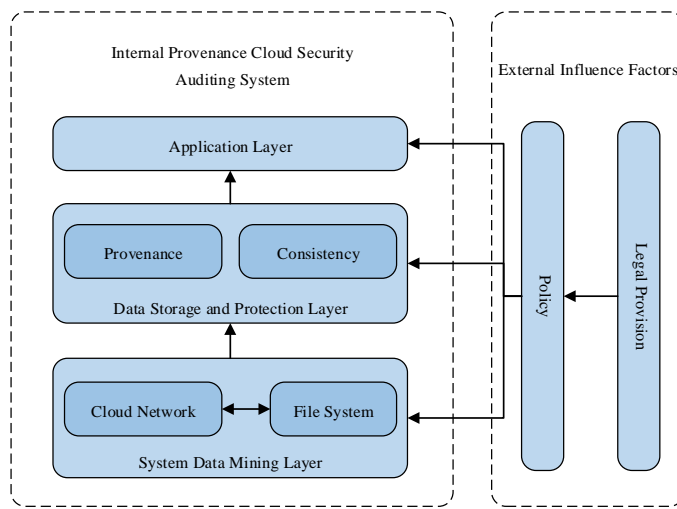 Internal Provenance Cloud Security
Auditing System
External Influence Factors
Application Layer
Provenance
Consistency
Data Storage and Protection Layer
Cloud Network
File System
System Data Mining Layer
Policy
Legal Provision